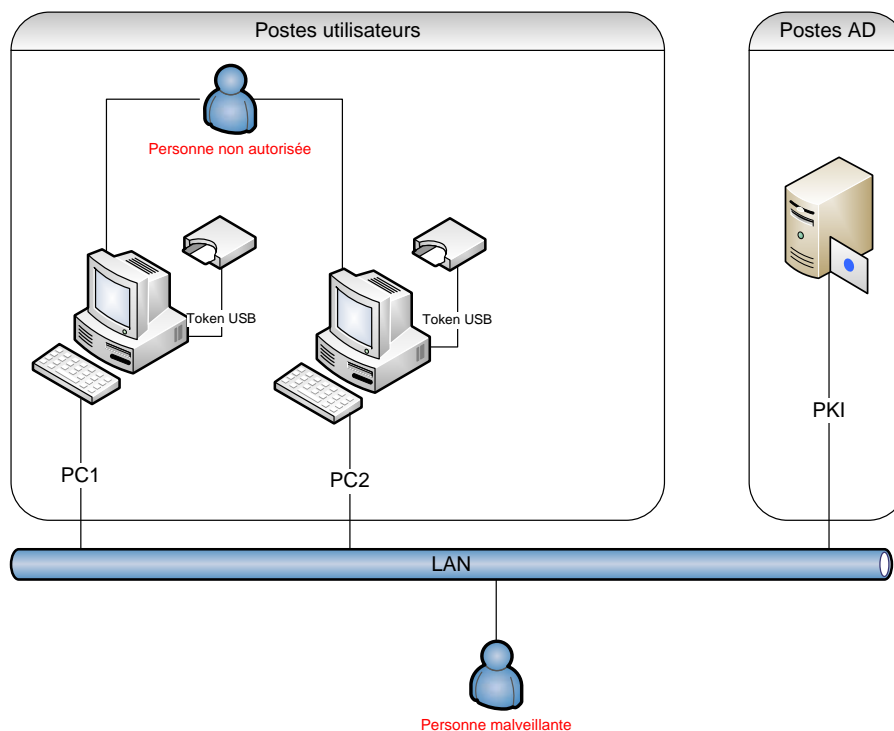 Postes utilisateurs
Postes AD
Personne non autorisée
Token USB
Token USB
PKI
PC1
PC2
LAN
Personne malveillante